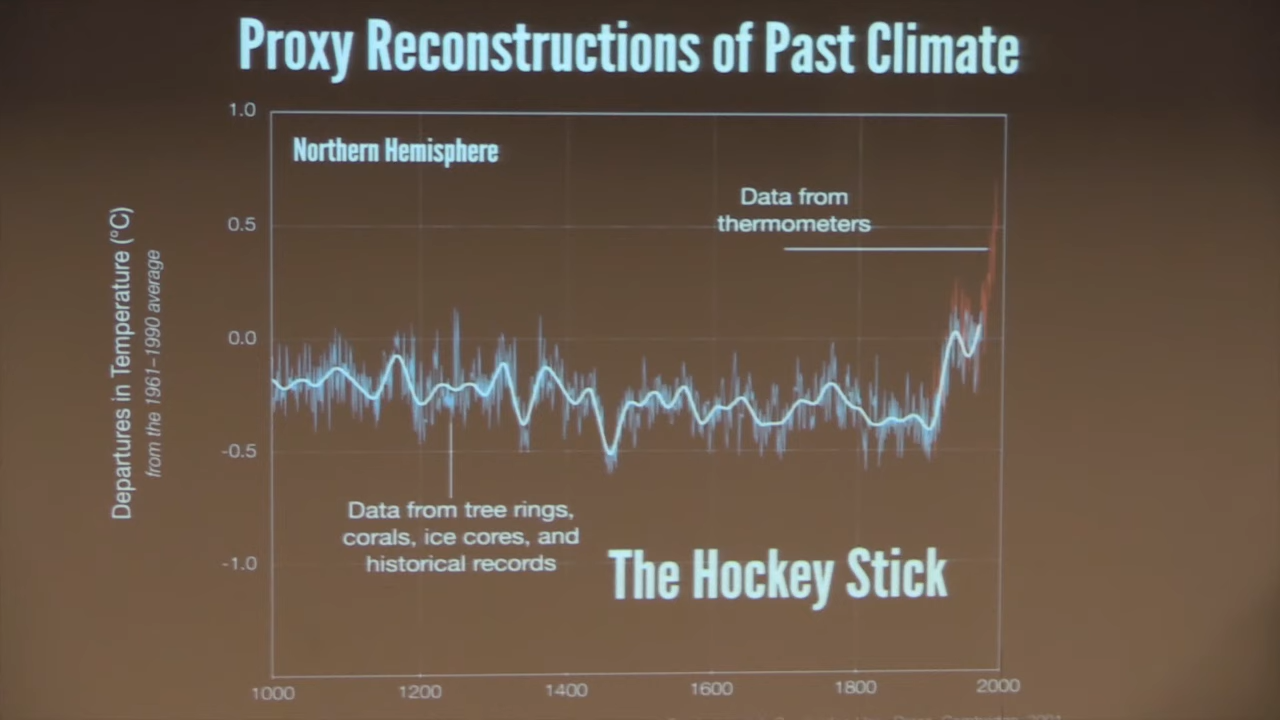 Proxy Reconstructions of Past Climate
1.0
Northern Hemisphere
Data from
thermometers
0.5
Departures in Temperature (°C)
from the 1961–1990 average
0.0
-0.5
Data from tree rings,
corals, ice cores, and
historical records
-1.0
The Hockey Stick
1000
1200
1400
1600
1800
2000